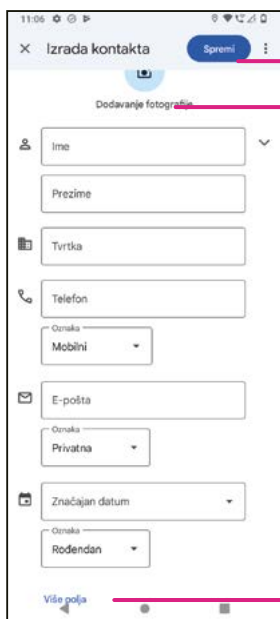 11:06
Izrada kontakta
Spremi
Dodavanje fotografije
Ime
Prezime
Tvrtka
Telefon
Oznaka
Mobilni
E-pošta
Oznaka
Privatna
Značajan datum
Oznaka
Rođendan
Više polja